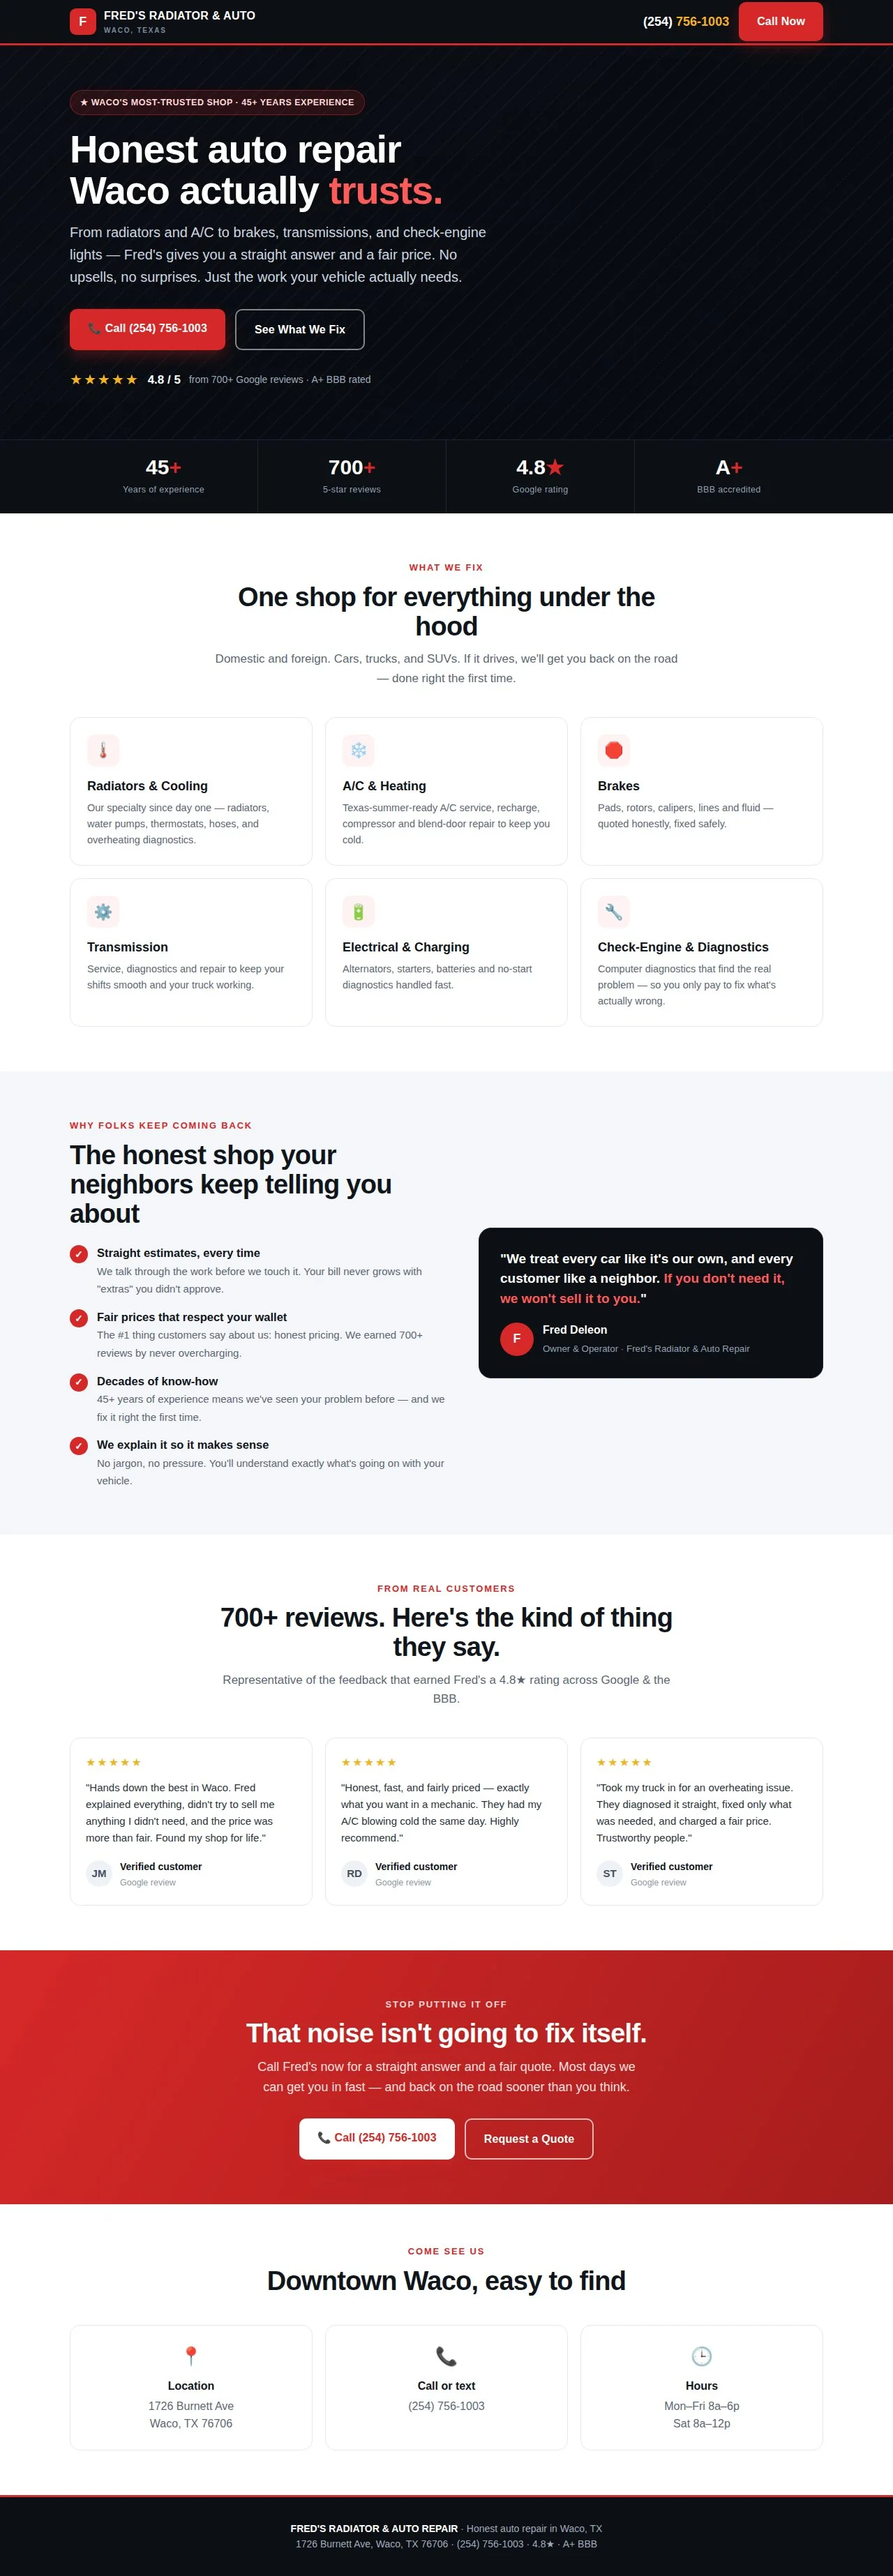 F
FRED'S RADIATOR & AUTO
WACO, TEXAS
(254) 756-1003
Call Now
★ WACO'S MOST-TRUSTED SHOP · 45+ YEARS EXPERIENCE
Honest auto repair
Waco actually trusts.
From radiators and A/C to brakes, transmissions, and check-engine
lights — Fred's gives you a straight answer and a fair price. No
upsells, no surprises. Just the work your vehicle actually needs.
📞 Call (254) 756-1003
See What We Fix
★★★★★ 4.8 / 5 from 700+ Google reviews · A+ BBB rated
45+
Years of experience
700+
5-star reviews
4.8★
Google rating
A+
BBB accredited
WHAT WE FIX
One shop for everything under the
hood
Domestic and foreign. Cars, trucks, and SUVs. If it drives, we'll get you back on the road
— done right the first time.
Radiators & Cooling
Our specialty since day one — radiators,
water pumps, thermostats, hoses, and
overheating diagnostics.
A/C & Heating
Texas-summer-ready A/C service, recharge,
compressor and blend-door repair to keep you
cold.
Brakes
Pads, rotors, calipers, lines and fluid —
quoted honestly, fixed safely.
Transmission
Service, diagnostics and repair to keep your
shifts smooth and your truck working.
Electrical & Charging
Alternators, starters, batteries and no-start
diagnostics handled fast.
Check-Engine & Diagnostics
Computer diagnostics that find the real
problem — so you only pay to fix what's
actually wrong.
WHY FOLKS KEEP COMING BACK
The honest shop your
neighbors keep telling you
about
✓ Straight estimates, every time
We talk through the work before we touch it. Your bill never grows with
"extras" you didn't approve.
✓ Fair prices that respect your wallet
The #1 thing customers say about us: honest pricing. We earned 700+
reviews by never overcharging.
✓ Decades of know-how
45+ years of experience means we've seen your problem before — and we
fix it right the first time.
✓ We explain it so it makes sense
No jargon, no pressure. You'll understand exactly what's going on with your
vehicle.
"We treat every car like it's our own, and every
customer like a neighbor. If you don't need it,
we won't sell it to you."
F
Fred Deleon
Owner & Operator · Fred's Radiator & Auto Repair
FROM REAL CUSTOMERS
700+ reviews. Here's the kind of thing
they say.
Representative of the feedback that earned Fred's a 4.8★ rating across Google & the
BBB.
★★★★★
"Hands down the best in Waco. Fred
explained everything, didn't try to sell me
anything I didn't need, and the price was
more than fair. Found my shop for life."
JM
Verified customer
Google review
★★★★★
"Honest, fast, and fairly priced — exactly
what you want in a mechanic. They had my
A/C blowing cold the same day. Highly
recommend."
RD
Verified customer
Google review
★★★★★
"Took my truck in for an overheating issue.
They diagnosed it straight, fixed only what
was needed, and charged a fair price.
Trustworthy people."
ST
Verified customer
Google review
STOP PUTTING IT OFF
That noise isn't going to fix itself.
Call Fred's now for a straight answer and a fair quote. Most days we
can get you in fast — and back on the road sooner than you think.
📞 Call (254) 756-1003
Request a Quote
COME SEE US
Downtown Waco, easy to find
Location
1726 Burnett Ave
Waco, TX 76706
Call or text
(254) 756-1003
Hours
Mon–Fri 8a–6p
Sat 8a–12p
FRED'S RADIATOR & AUTO REPAIR · Honest auto repair in Waco, TX
1726 Burnett Ave, Waco, TX 76706 · (254) 756-1003 · 4.8★ · A+ BBB